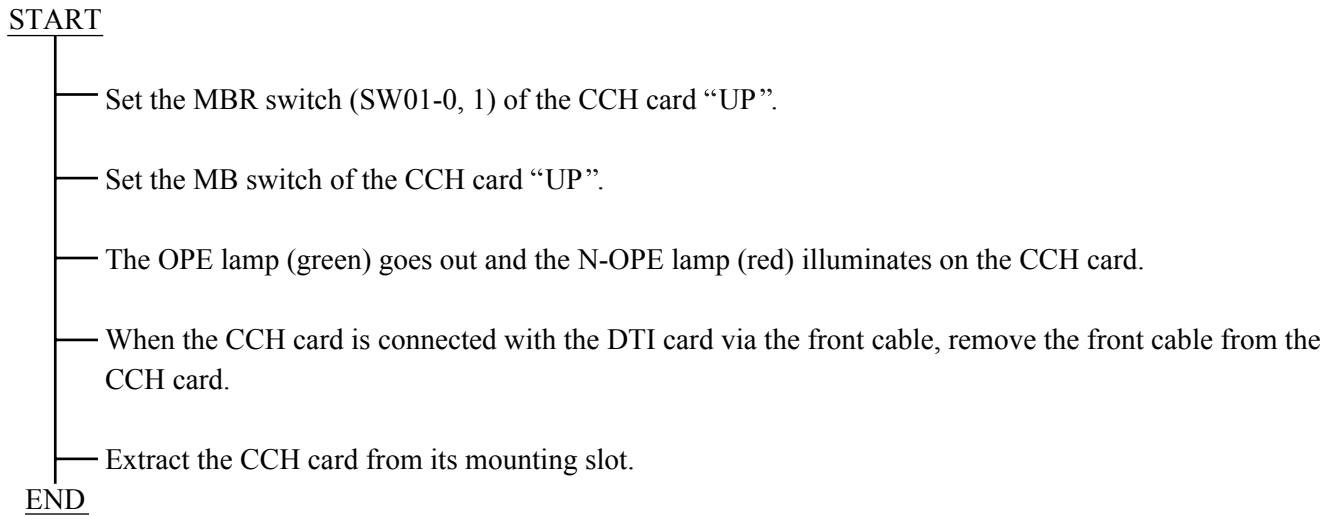 START
Set the MBR switch (SW01-0, 1) of the CCH card “UP”.
Set the MB switch of the CCH card “UP”.
The OPE lamp (green) goes out and the N-OPE lamp (red) illuminates on the CCH card.
When the CCH card is connected with the DTI card via the front cable, remove the front cable from the
CCH card.
Extract the CCH card from its mounting slot.
END